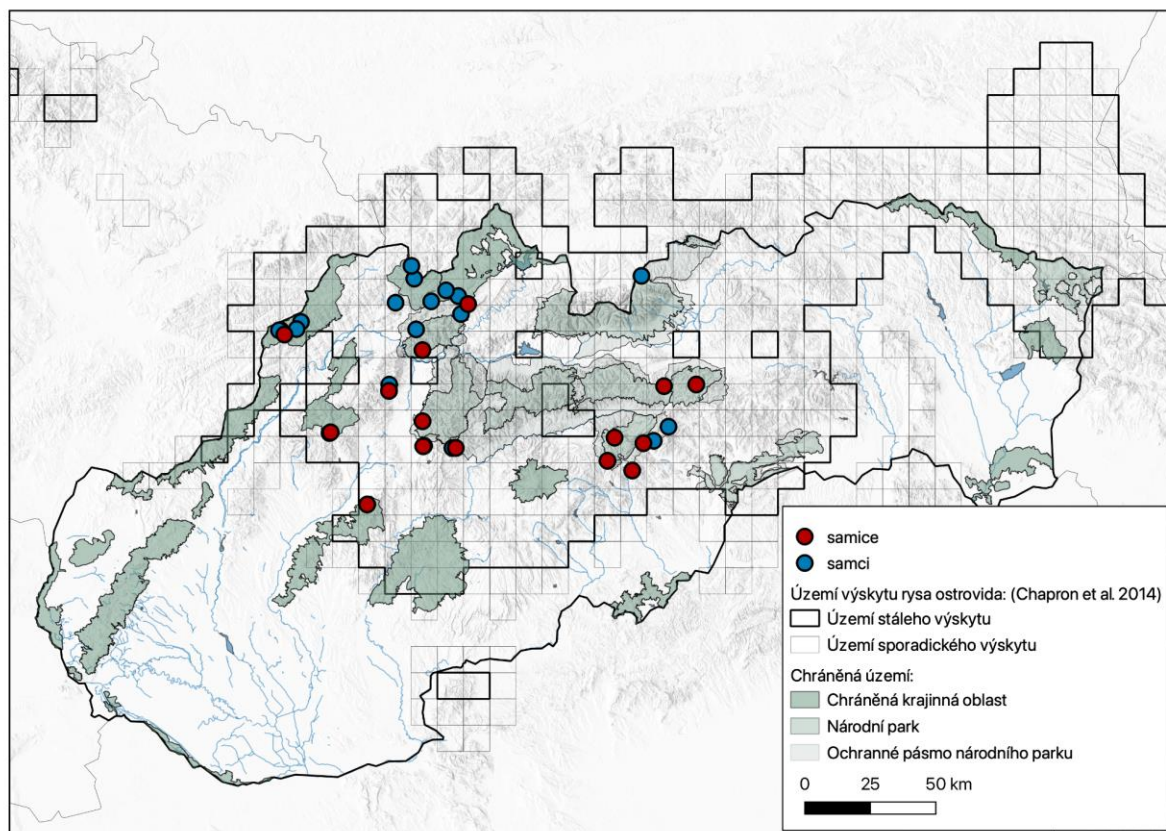 samice
samci
Území výskytu rysa ostrovida: (Chapron et al. 2014)
Území stáleho výskytu
Území sporadického výskytu
Chráněná území:
Chráněná krajinná oblast
Národní park
Ochranné pásmo národního parku
0 25 50 km